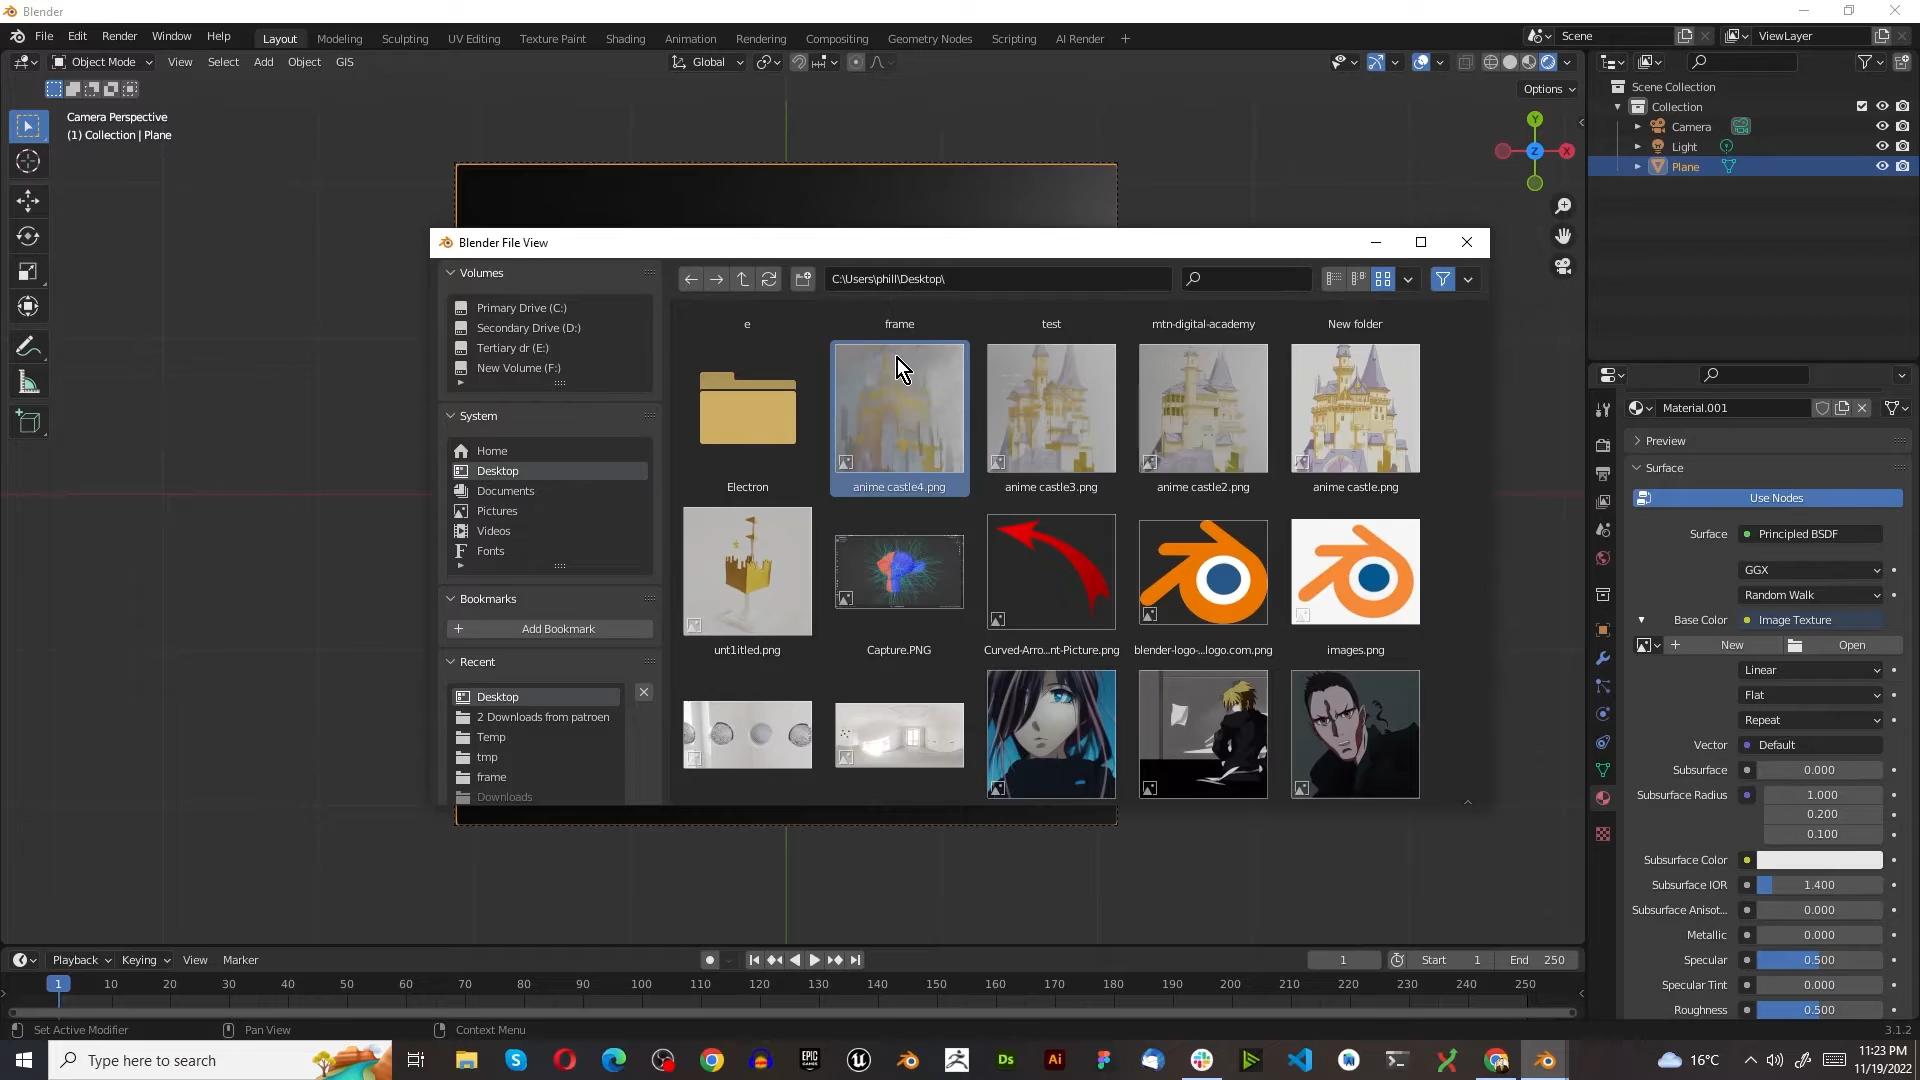 Blender
File Edit Render Window Help Layout Modeling Sculpting UV Editing Texture Paint Shading Animation Rendering Compositing Geometry Nodes Scripting AI Render + Scene ViewLayer
Object Mode View Select Add Object GIS Global
Options
Camera Perspective
(1) Collection | Plane
Y
X
Z
Scene Collection
Collection
Camera
Light
Plane
Blender File View
Volumes
Primary Drive (C:)
Secondary Drive (D:)
Tertiary dr (E:)
New Volume (F:)
System
Home
Desktop
Documents
Pictures
Videos
Fonts
Bookmarks
+ Add Bookmark
Recent
Desktop
2 Downloads from patroen
Temp
tmp
frame
Downloads
C:\Users\phill\Desktop\
e frame test mtn-digital-academy New folder
Electron anime castle4.png anime castle3.png anime castle2.png anime castle.png
unt1itled.png Capture.PNG Curved-Arro...nt-Picture.png blender-logo-...logo.com.png images.png
Material.001
Preview
Surface
Use Nodes
Surface Principled BSDF
GGX
Random Walk
Base Color Image Texture
+ New Open
Linear
Flat
Repeat
Vector Default
Subsurface 0.000
Subsurface Radius 1.000
0.200
0.100
Subsurface Color
Subsurface IOR 1.400
Subsurface Anisot... 0.000
Metallic 0.000
Specular 0.500
Specular Tint 0.000
Roughness 0.500
Playback Keying View Marker 1 Start 1 End 250
1 10 20 30 40 50 60 70 80 90 100 110 120 130 140 150 160 170 180 190 200 210 220 230 240 250
Set Active Modifier Pan View Context Menu 3.1.2
Type here to search
Ds
Ai
16°C
11:23 PM
11/19/2022